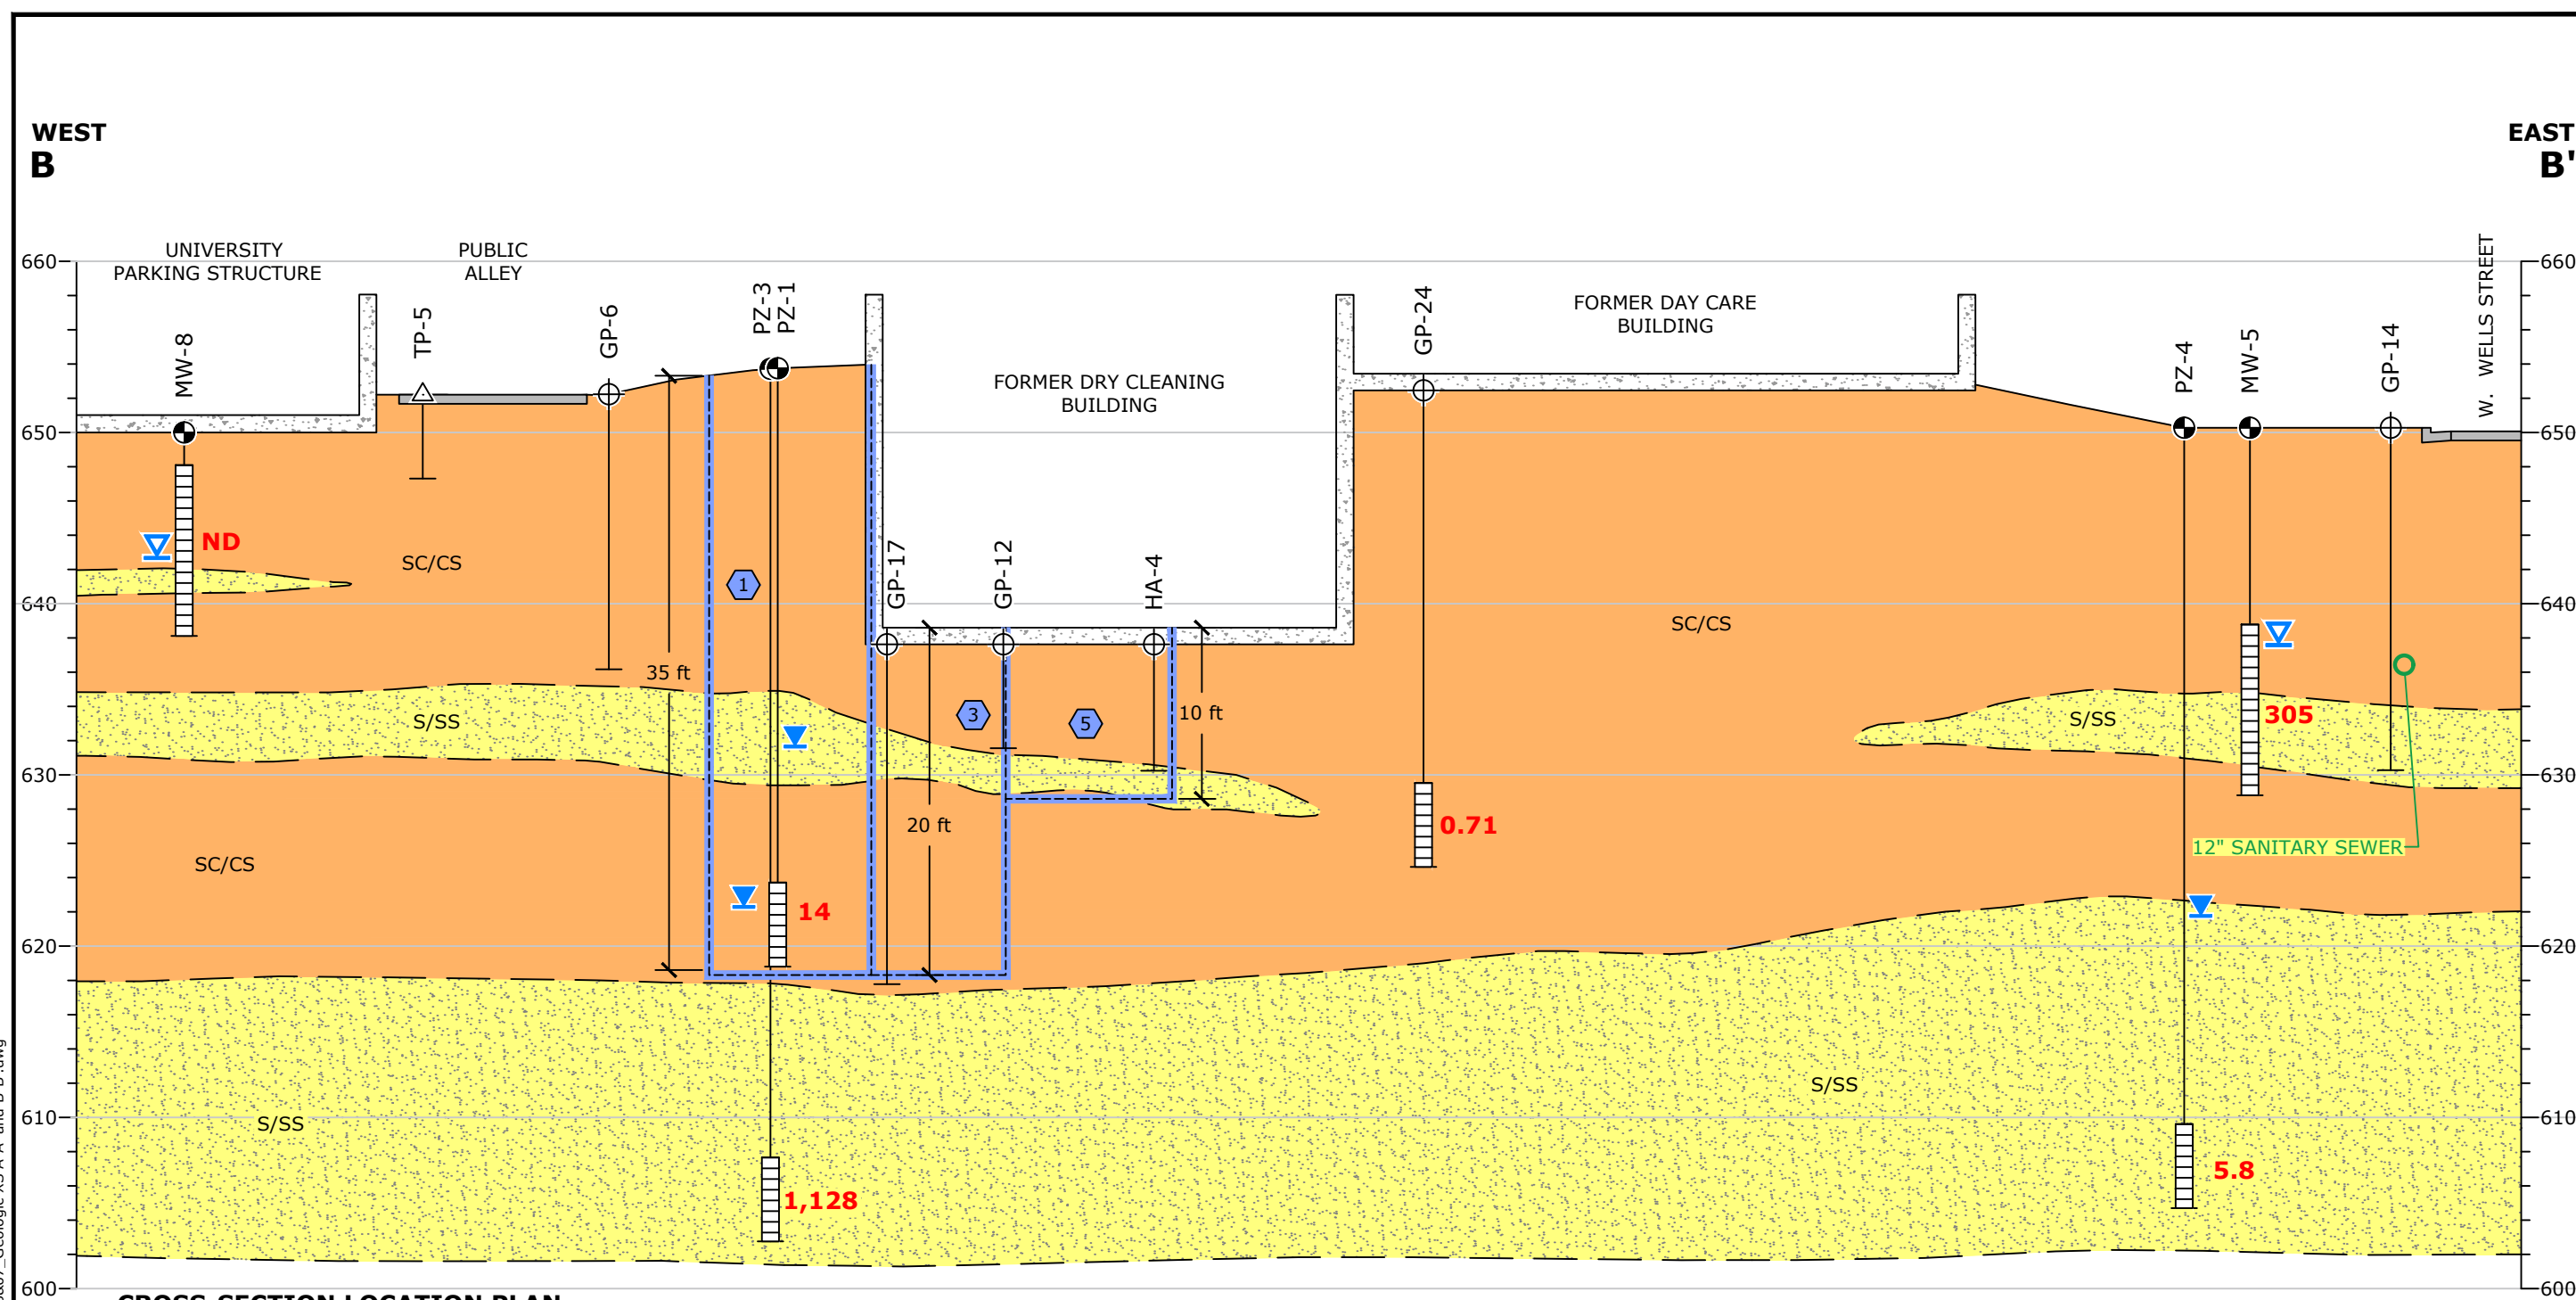 WEST
B
EAST
B'
UNIVERSITY
PARKING STRUCTURE
PUBLIC
ALLEY
FORMER DRY CLEANING
BUILDING
FORMER DAY CARE
BUILDING
W. WELLS STREET
MW-8
TP-5
GP-6
PZ-3
PZ-1
GP-17
GP-12
HA-4
GP-24
PZ-4
MW-5
GP-14
660
650
640
630
620
610
600
660
650
640
630
620
610
600
ND
SC/CS
1
35 ft
S/SS
3
5
10 ft
20 ft
SC/CS
14
0.71
SC/CS
S/SS
305
12" SANITARY SEWER
S/SS
S/SS
1,128
5.8
CROSS-SECTION LOCATION PLAN